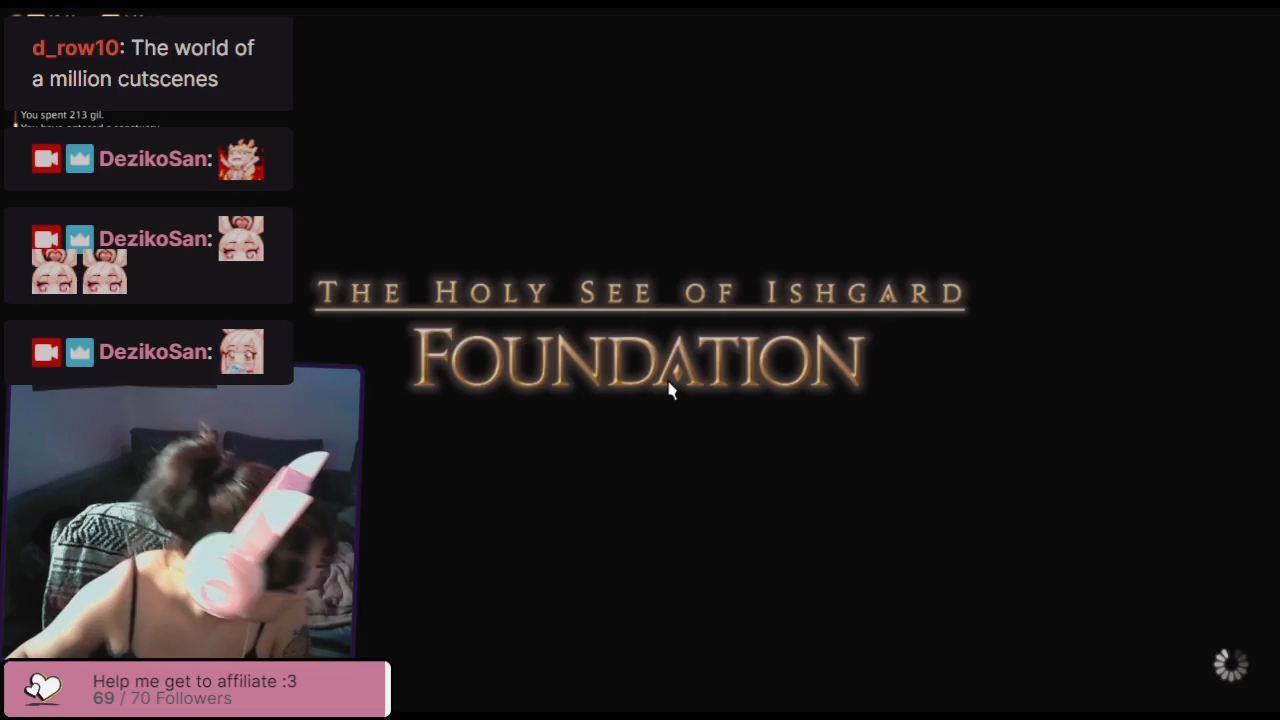 d_row10: The world of
a million cutscenes
You spent 213 gil.
DezikoSan:
DezikoSan:
DezikoSan:
THE HOLY SEE OF ISHGARD
FOUNDATION
Help me get to affiliate :3
69 / 70 Followers